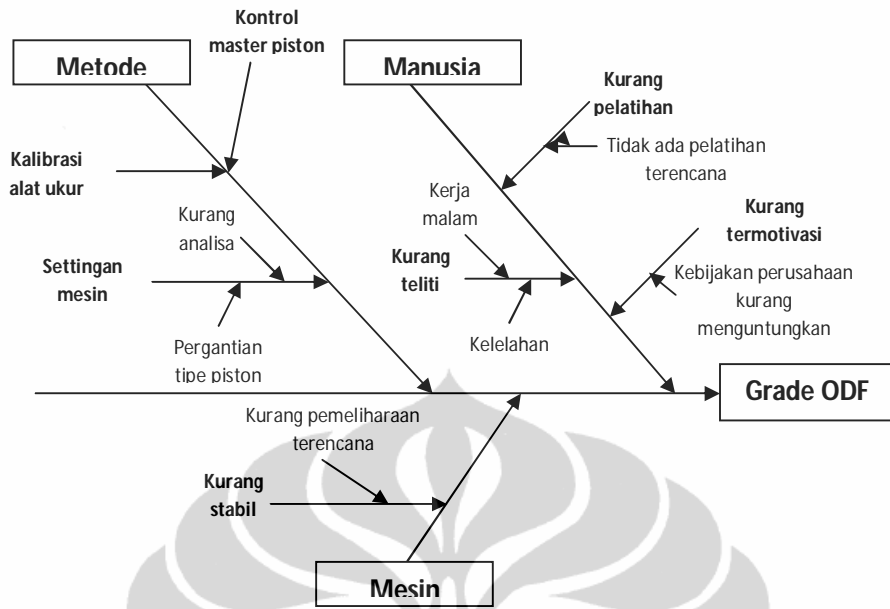 Kontrol
master piston
Metode
Manusia
Kurang
pelatihan
Tidak ada pelatihan
terencana
Kalibrasi
alat ukur
Kurang
analisa
Kerja
malam
Kurang
termotivasi
Settingan
mesin
Kurang
teliti
Kebijakan perusahaan
kurang
menguntungkan
Pergantian
tipe piston
Kelelahan
Grade ODF
Kurang pemeliharaan
terencana
Kurang
stabil
Mesin